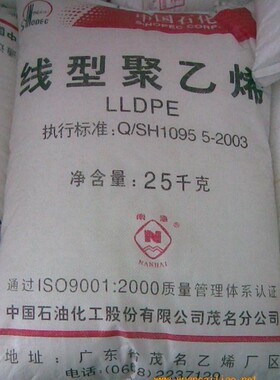 中国石化
SINOPEC CORP.
线型聚乙烯
LLDPE
执行标准:Q/SH1095 5-2003
净含量:25千克
南海
NANHAI
通过ISO9001:2000质量管理体系认证
中国石油化工股份有限公司茂名分公司
地址:广东省茂名乙烯厂区
电话:(0668)2237120